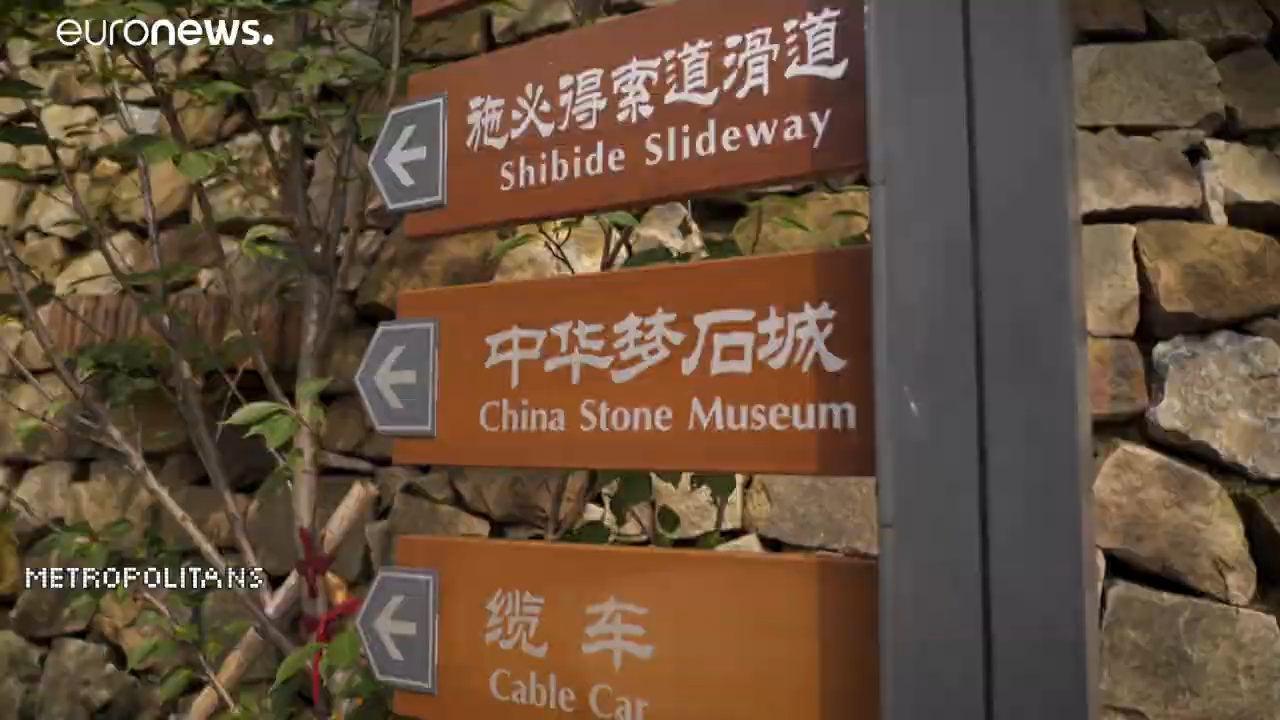 euronews.
施必得索道滑道
Shibide Slideway
中华梦石城
China Stone Museum
METROPOLITANS
缆车
Cable Car